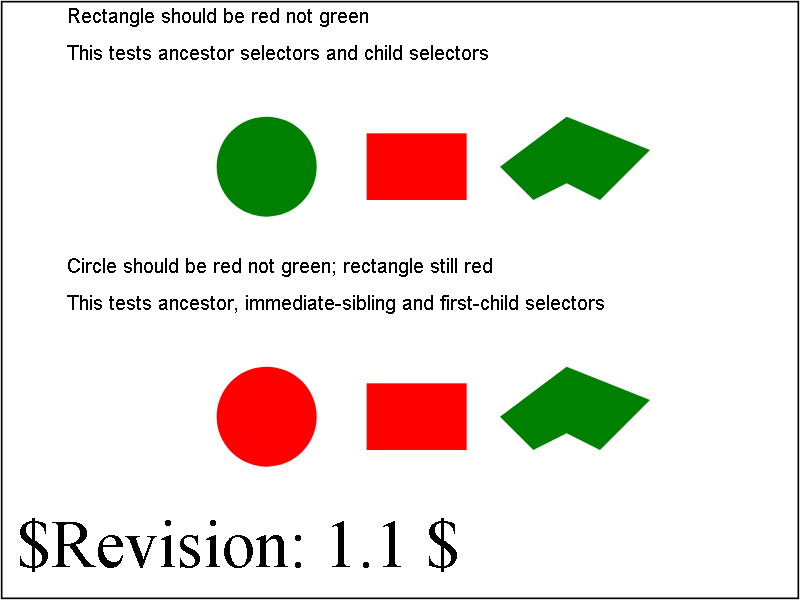 Rectangle should be red not green
This tests ancestor selectors and child selectors
Circle should be red not green; rectangle still red
This tests ancestor, immediate-sibling and first-child selectors
$Revision: 1.1 $